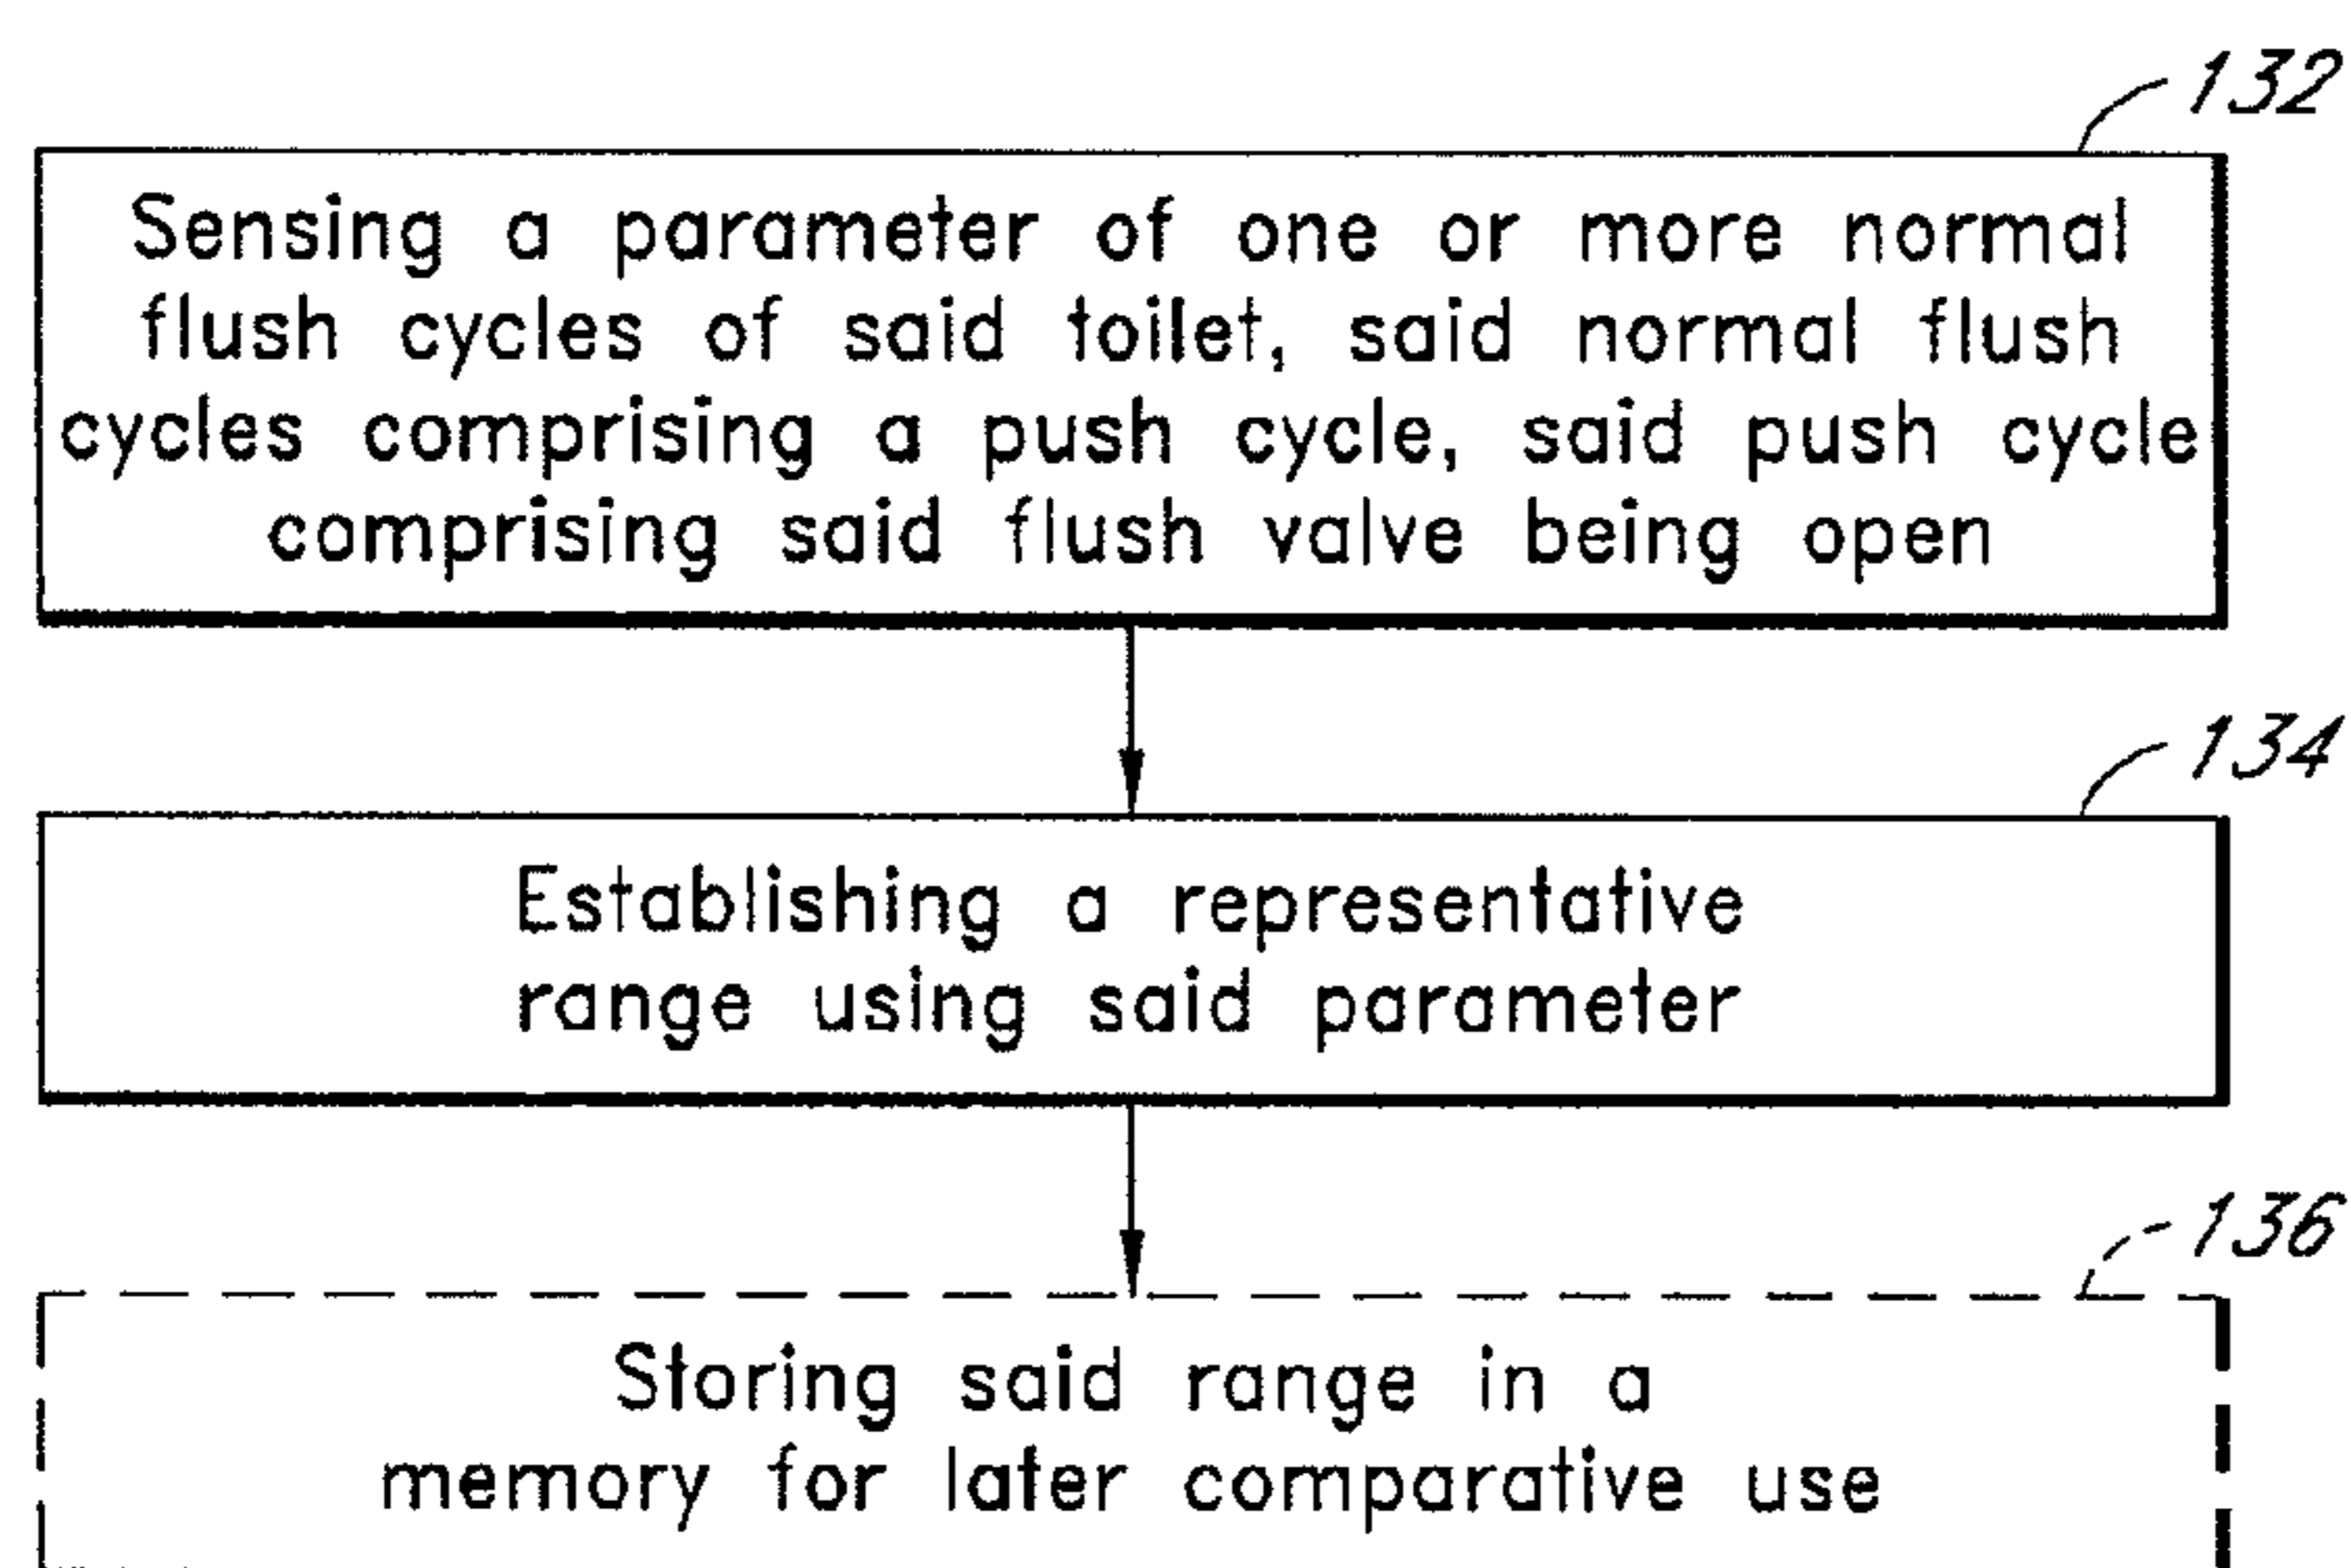 132
Sensing a parameter of one or more normal
flush cycles of said toilet, said normal flush
cycles comprising a push cycle, said push cycle
comprising said flush valve being open
134
Establishing a representative
range using said parameter
136
Storing said range in a
memory for later comparative use